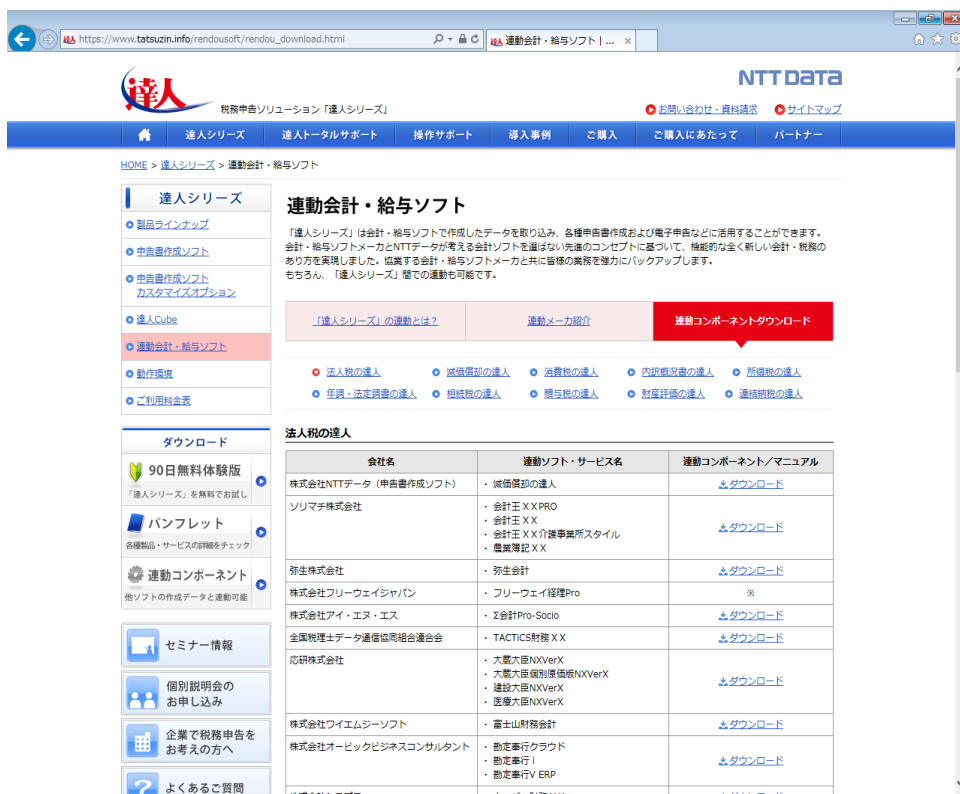 https://www.tatsuzin.info/rendousoft/rendou_download.html
達人 連動会計・給与ソフト | ...
達人
税務申告ソリューション「達人シリーズ」
NTT DATA
お問い合わせ・資料請求 サイトマップ
達人シリーズ 達人トータルサポート 操作サポート 導入事例 ご購入 ご購入にあたって パートナー
HOME > 達人シリーズ > 連動会計・給与ソフト
達人シリーズ
製品ラインナップ
申告書作成ソフト
申告書作成ソフト
カスタマイズオプション
達人Cube
連動会計・給与ソフト
動作環境
ご利用料金表
ダウンロード
90日無料体験版
「達人シリーズ」を無料でお試し
パンフレット
各種製品・サービスの詳細をチェック
連動コンポーネント
他ソフトの作成データと連動可能
セミナー情報
個別説明会の
お申し込み
企業で税務申告を
お考えの方へ
よくあるご質問
連動会計・給与ソフト
「達人シリーズ」は会計・給与ソフトで作成したデータを取り込み、各種申告書作成および電子申告などに活用することができます。
会計・給与ソフトメーカとNTTデータが考える会計ソフトを選ばない先進のコンセプトに基づいて、機能的な全く新しい会計・税務の
あり方を実現しました。協業する会計・給与ソフトメーカと共に皆様の業務を強力にバックアップします。
もちろん、「達人シリーズ」間での連動も可能です。
「達人シリーズ」の連動とは？ 連動メーカ紹介 連動コンポーネントダウンロード
法人税の達人 減価償却の達人 消費税の達人 内訳概況書の達人 所得税の達人
年調・法定調書の達人 相続税の達人 贈与税の達人 財産評価の達人 連結納税の達人
法人税の達人
会社名 連動ソフト・サービス名 連動コンポーネント／マニュアル
株式会社NTTデータ（申告書作成ソフト） ・ 減価償却の達人 ダウンロード
ソリマチ株式会社 ・ 会計王ＸＸPRO
・ 会計王ＸＸ
・ 会計王ＸＸ介護事業所スタイル
・ 農業簿記ＸＸ
ダウンロード
弥生株式会社 ・ 弥生会計 ダウンロード
株式会社フリーウェイジャパン ・ フリーウェイ経理Pro ※
株式会社アイ・エヌ・エス ・ Σ会計Pro-Socio ダウンロード
全国税理士データ通信協同組合連合会 ・ TACTiCS財務ＸＸ ダウンロード
応研株式会社 ・ 大蔵大臣NXVerX
・ 大蔵大臣個別原価版NXVerX
・ 建設大臣NXVerX
・ 医療大臣NXVerX
ダウンロード
株式会社ワイエムジーソフト ・ 富士山財務会計 ダウンロード
株式会社オービックビジネスコンサルタント ・ 勘定奉行クラウド
・ 勘定奉行ｉ
・ 勘定奉行V ERP
ダウンロード